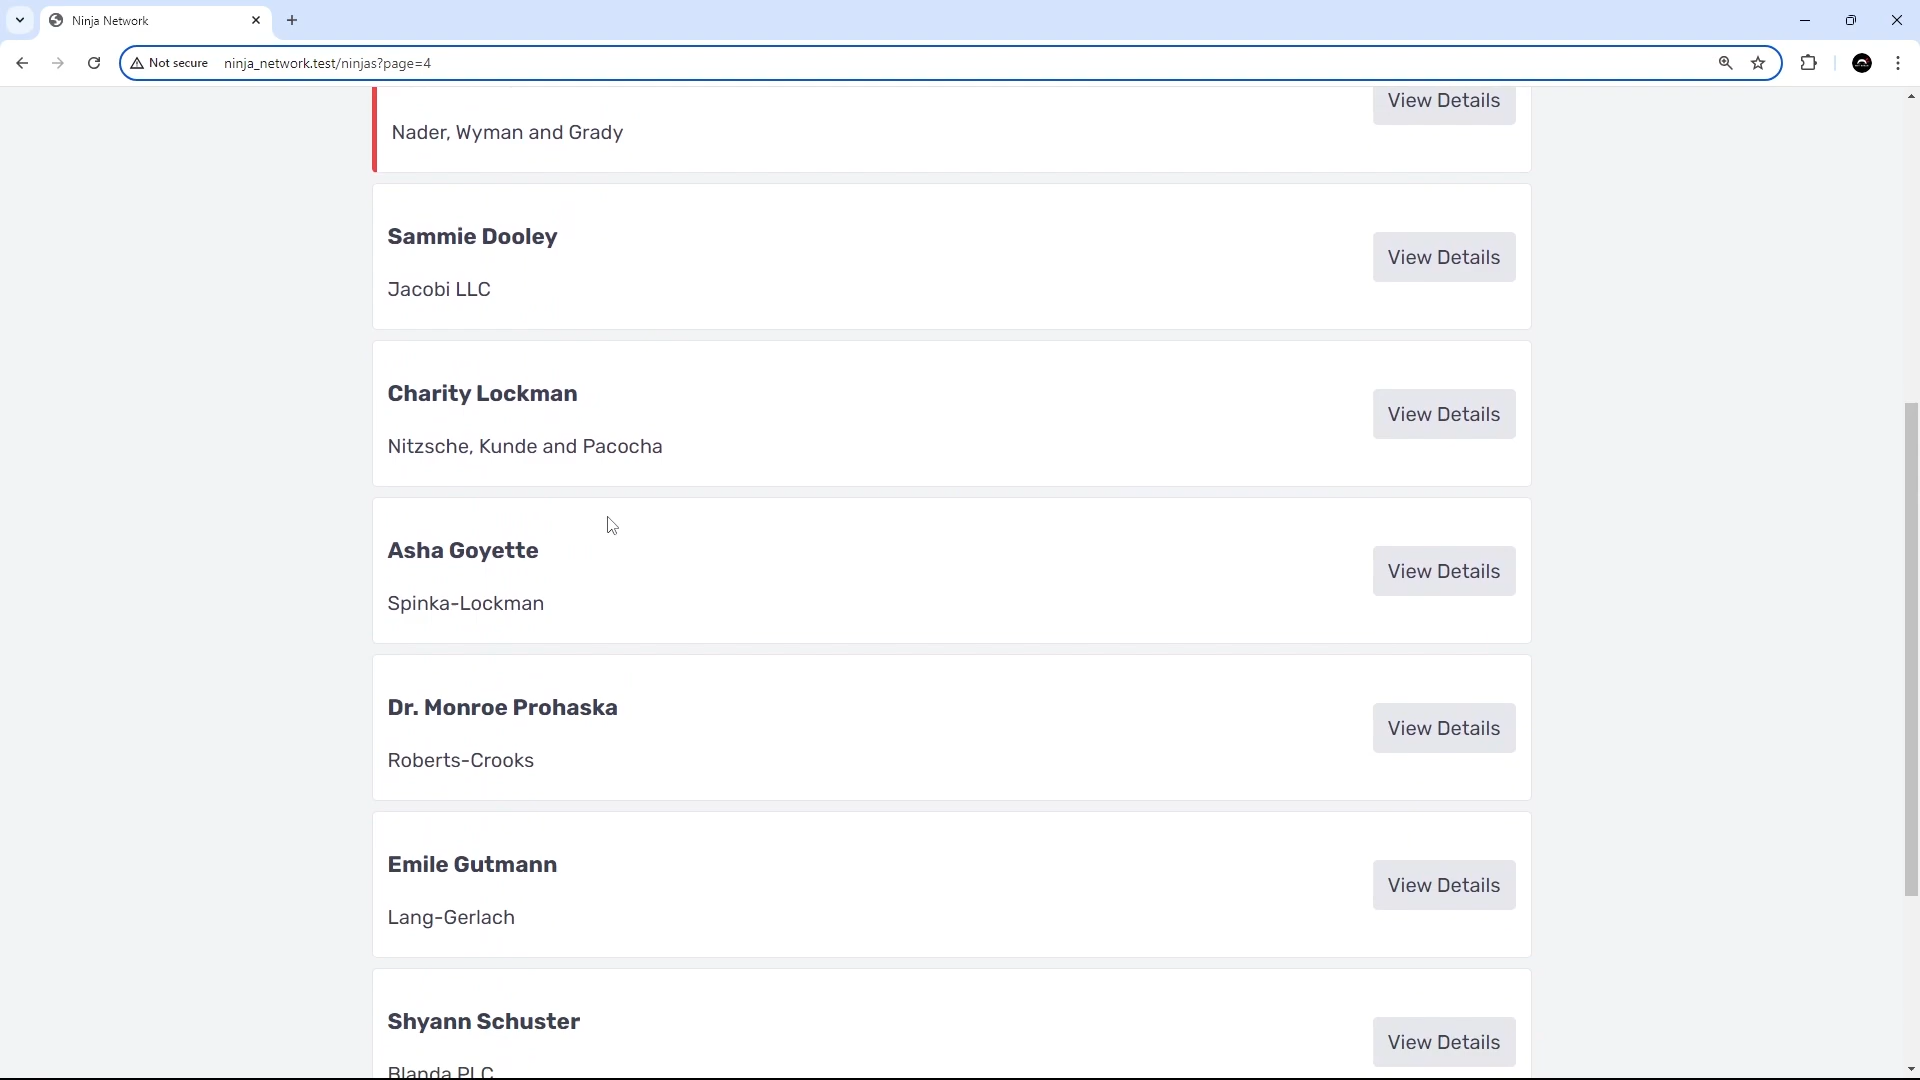 Ninja Network
Not secure
ninja_network.test/ninjas?page=4
View Details
Nader, Wyman and Grady
Sammie Dooley
View Details
Jacobi LLC
Charity Lockman
View Details
Nitzsche, Kunde and Pacocha
Asha Goyette
View Details
Spinka-Lockman
Dr. Monroe Prohaska
View Details
Roberts-Crooks
Emile Gutmann
View Details
Lang-Gerlach
Shyann Schuster
View Details
Blanda PLC